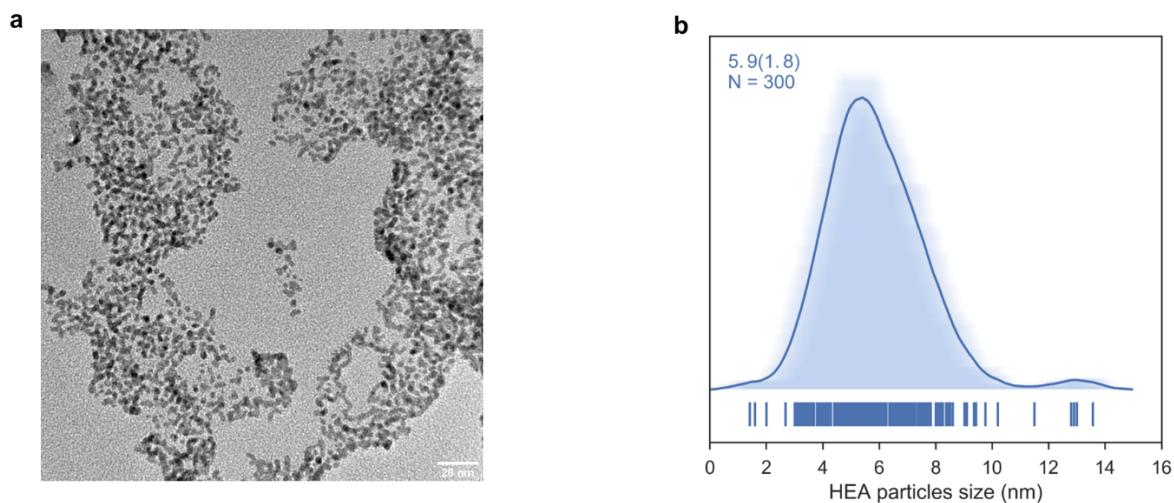 a
20 nm
b
5.9(1.8)
N = 300
0 2 4 6 8 10 12 14 16
HEA particles size (nm)